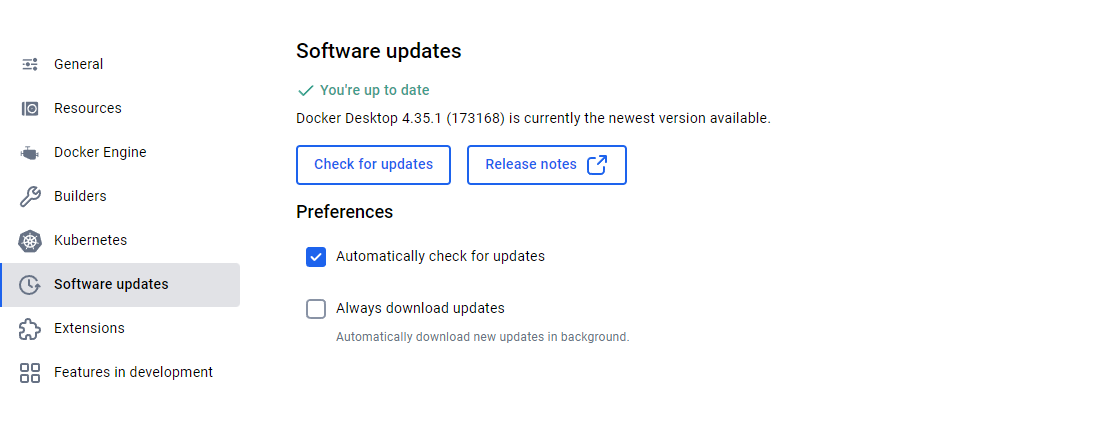 General
Resources
Docker Engine
Builders
Kubernetes
Software updates
Extensions
Features in development
Software updates
You're up to date
Docker Desktop 4.35.1 (173168) is currently the newest version available.
Check for updates
Release notes
Preferences
Automatically check for updates
Always download updates
Automatically download new updates in background.